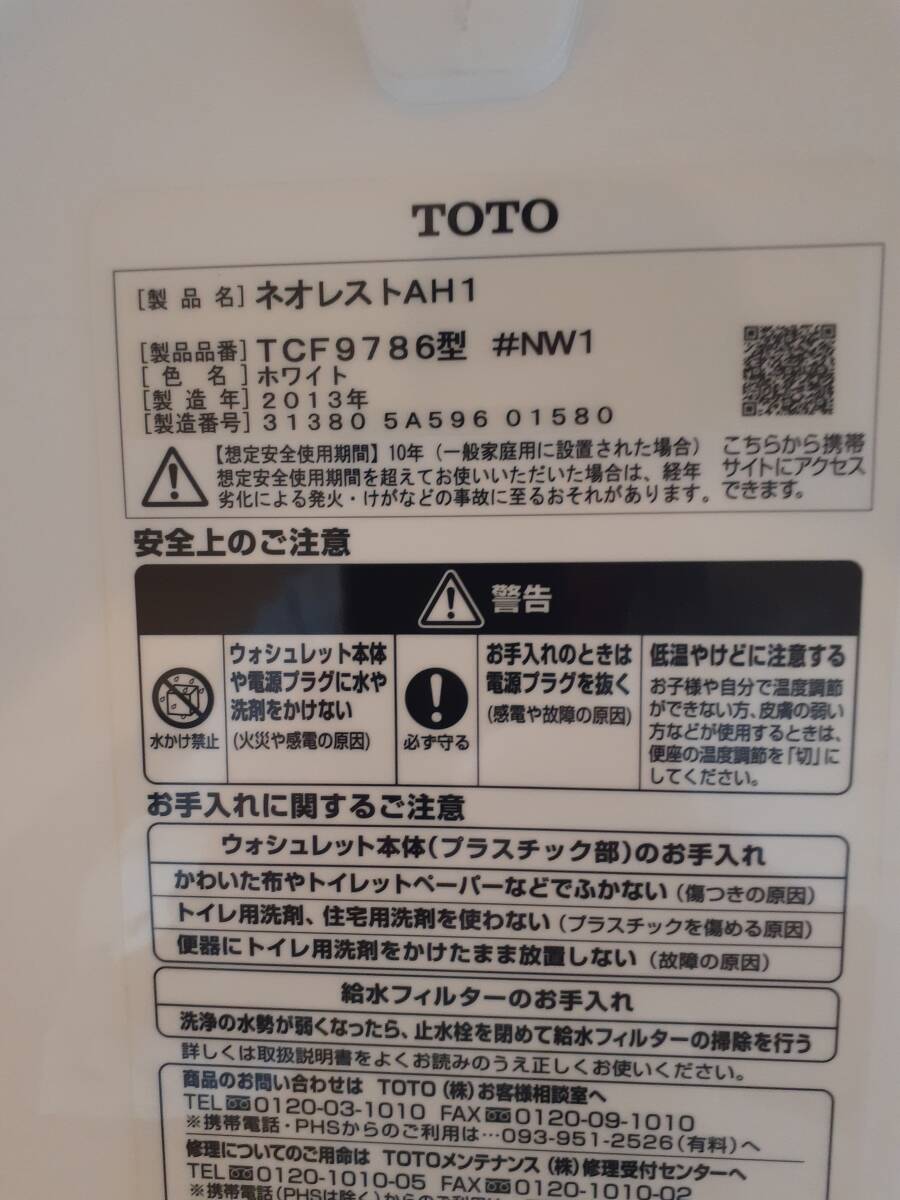 TOTO
[製品名]ネオレストAH1
[製品品番]TCF9786型 #NW1
[色名]ホワイト
[製造年]2013年
[製造番号]31380 5A596 01580
【想定安全使用期間】10年(一般家庭用に設置された場合)
想定安全使用期間を超えてお使いいただいた場合は、経年
劣化による発火・けがなどの事故に至るおそれがあります。
こちらから携帯
サイトにアクセス
できます。
安全上のご注意
警告
水かけ禁止
ウォシュレット本体
や電源プラグに水や
洗剤をかけない
(火災や感電の原因)
必ず守る
お手入れのときは
電源プラグを抜く
(感電や故障の原因)
低温やけどに注意する
お子様や自分で温度調節
ができない方、皮膚の弱い
方などが使用するときは、
便座の温度調節を「切」に
してください。
お手入れに関するご注意
ウォシュレット本体(プラスチック部)のお手入れ
かわいた布やトイレットペーパーなどでふかない(傷つきの原因)
トイレ用洗剤、住宅用洗剤を使わない(プラスチックを傷める原因)
便器にトイレ用洗剤をかけたまま放置しない(故障の原因)
給水フィルターのお手入れ
洗浄の水勢が弱くなったら、止水栓を閉めて給水フィルターの掃除を行う
詳しくは取扱説明書をよくお読みのうえ正しくお使いください。
商品のお問い合わせは TOTO(株)お客様相談室へ
TEL 0120-03-1010 FAX 0120-09-1010
※携帯電話・PHSからのご利用は…093-951-2526(有料)へ
修理についてのご用命は TOTOメンテナンス(株)修理受付センターへ
TEL 0120-1010-05 FAX 0120-1010-02
※携帯電話(PHSは除く)からのご利用は